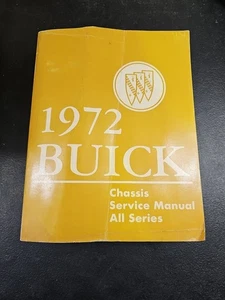 1972
BUICK
Chassis
Service Manual
All Series